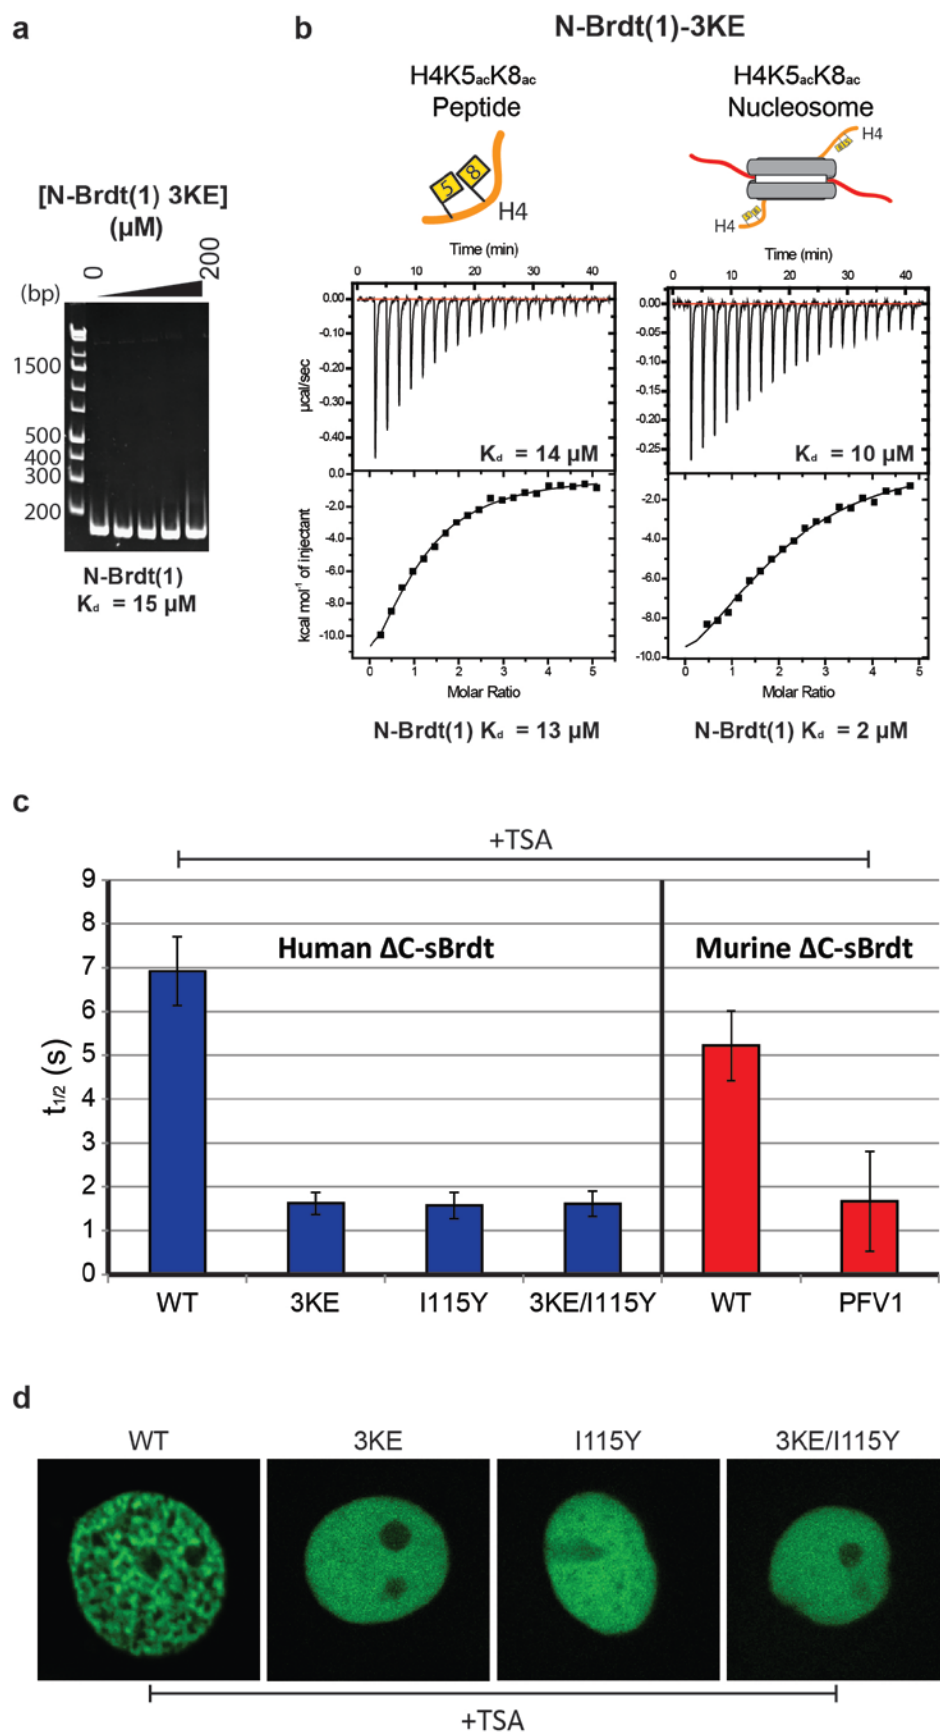 a
[N-Brdt(1) 3KE]
(µM)
0
200
(bp)
1500
500
400
300
200
N-Brdt(1)
Kd = 15 µM
b
N-Brdt(1)-3KE
H4K5acK8ac
Peptide
5
8
H4
Time (min)
0 10 20 30 40
0.00
-0.10
-0.20
-0.30
-0.40
µcal/sec
Kd = 14 µM
0.0
-2.0
-4.0
-6.0
-8.0
-10.0
kcal mol-1 of injectant
0 1 2 3 4 5
Molar Ratio
N-Brdt(1) Kd = 13 µM
H4K5acK8ac
Nucleosome
H4
H4
Time (min)
0 10 20 30 40
0.00
-0.05
-0.10
-0.15
-0.20
-0.25
Kd = 10 µM
-2.0
-4.0
-6.0
-8.0
-10.0
0 1 2 3 4 5
Molar Ratio
N-Brdt(1) Kd = 2 µM
c
+TSA
9
8
7
6
5
4
3
2
1
0
t1/2 (s)
Human ΔC-sBrdt
Murine ΔC-sBrdt
WT 3KE I115Y 3KE/I115Y WT PFV1
d
WT 3KE I115Y 3KE/I115Y
+TSA